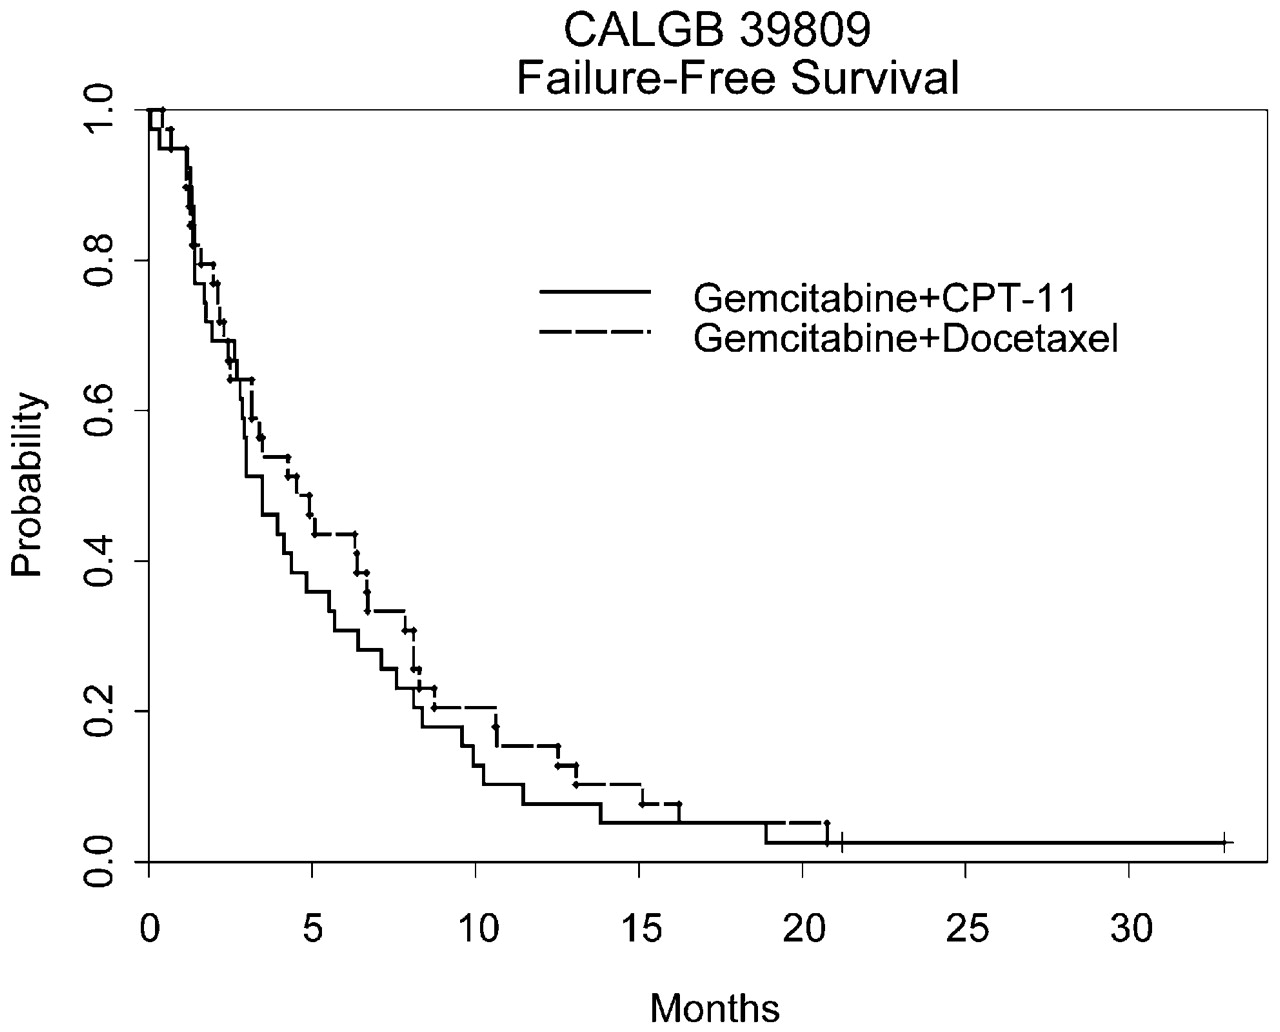 CALGB 39809
Failure-Free Survival
Probability
1.0
0.8
0.6
0.4
0.2
0.0
Gemcitabine+CPT-11
Gemcitabine+Docetaxel
0 5 10 15 20 25 30
Months